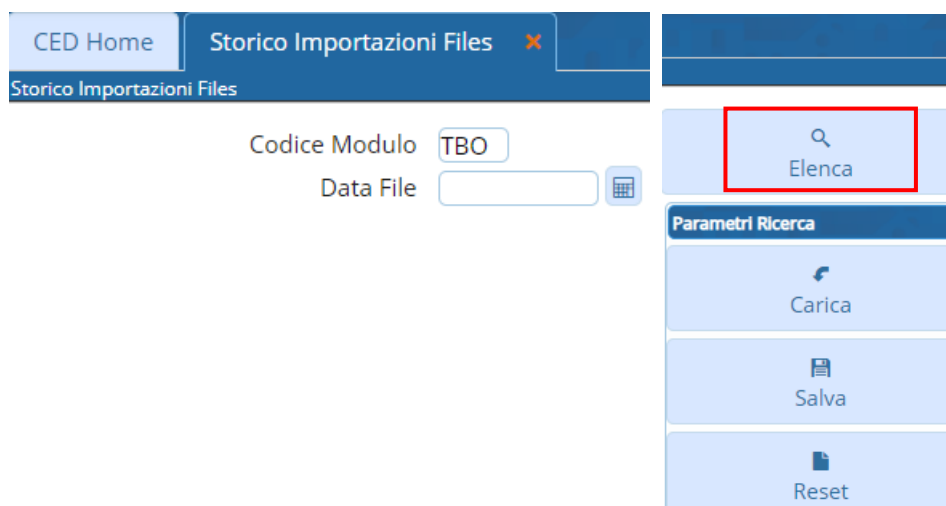 CED Home
Storico Importazioni Files
Storico Importazioni Files
Codice Modulo TBO
Data File
Elenca
Parametri Ricerca
Carica
Salva
Reset